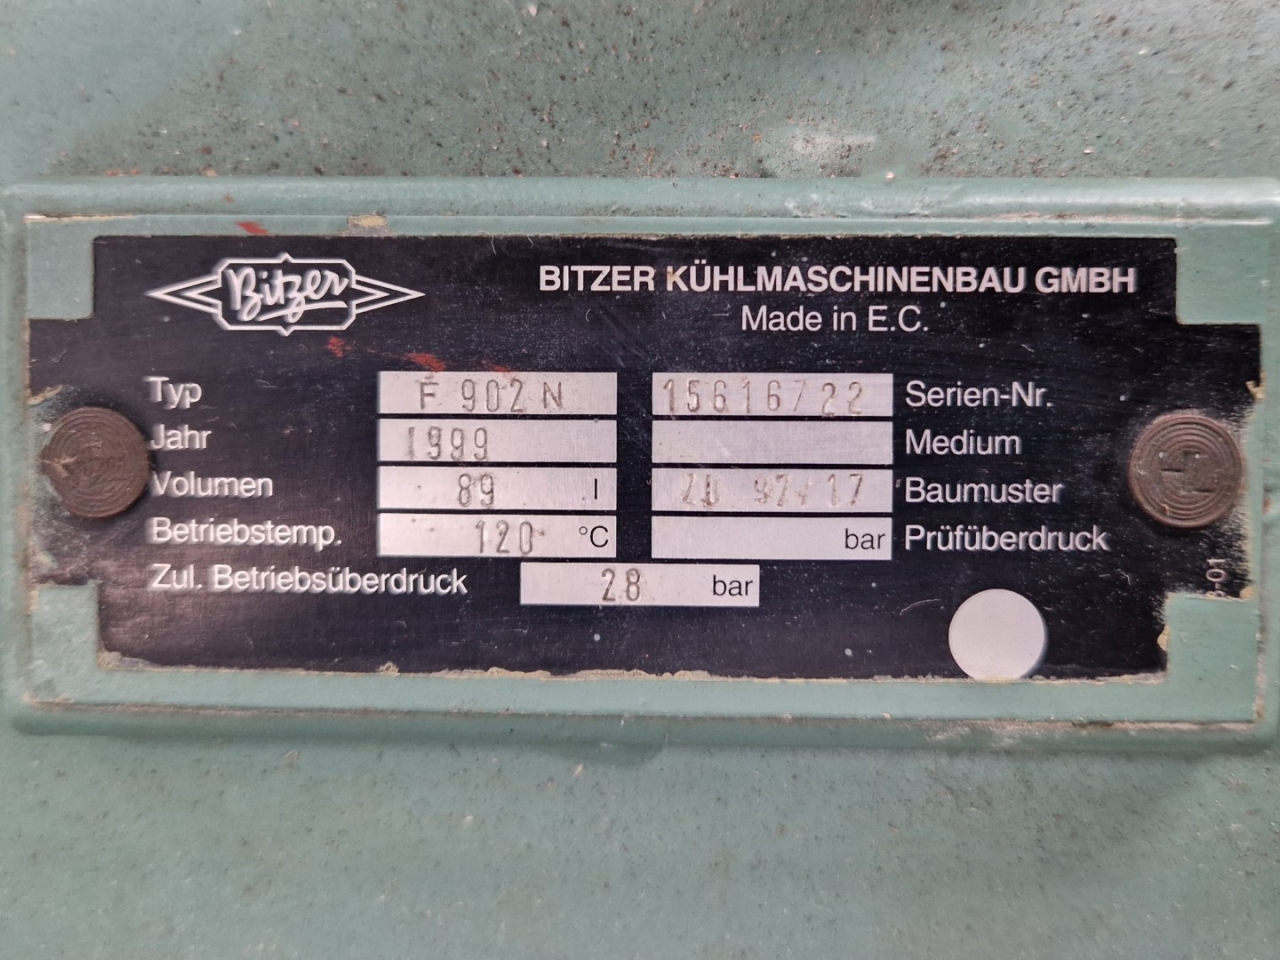 Bitzer
BITZER KÜHLMASCHINENBAU GMBH
Made in E.C.
Typ F 902 N 15616722 Serien-Nr.
Jahr 1999 Medium
Volumen 89 l 17 Baumuster
Betriebstemp. 120 °C bar Prüfüberdruck
Zul. Betriebsüberdruck 28 bar